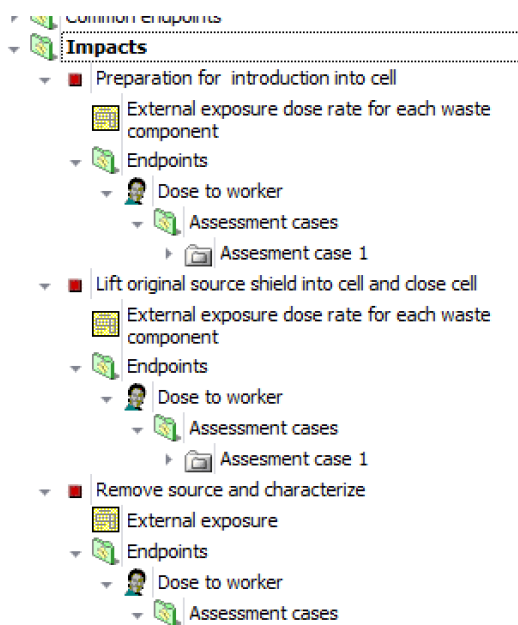 Common endpoints
Impacts
Preparation for introduction into cell
External exposure dose rate for each waste
component
Endpoints
Dose to worker
Assessment cases
Assesment case 1
Lift original source shield into cell and close cell
External exposure dose rate for each waste
component
Endpoints
Dose to worker
Assessment cases
Assesment case 1
Remove source and characterize
External exposure
Endpoints
Dose to worker
Assessment cases